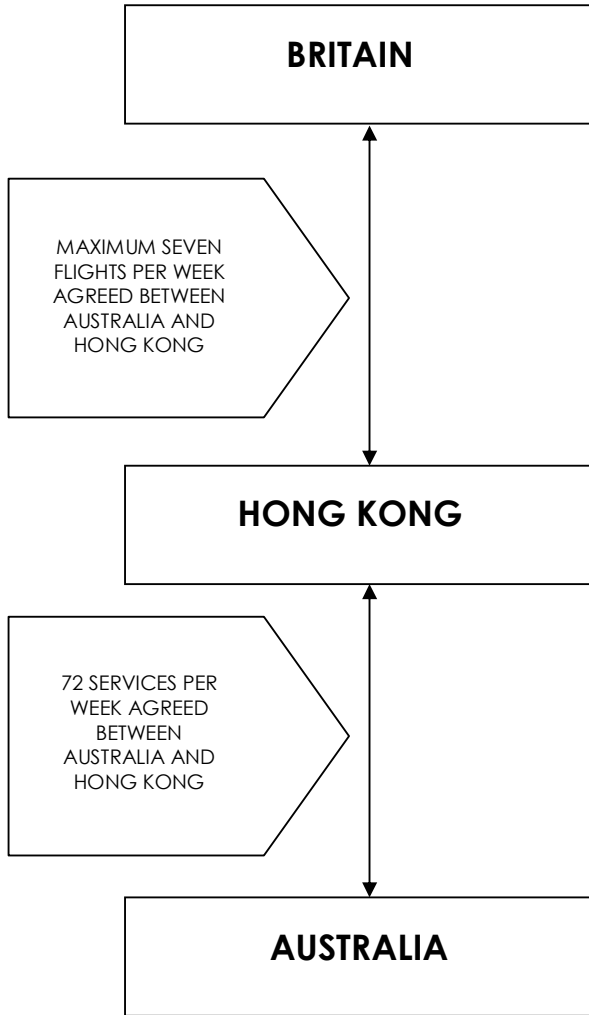 BRITAIN
MAXIMUM SEVEN
FLIGHTS PER WEEK
AGREED BETWEEN
AUSTRALIA AND
HONG KONG
HONG KONG
72 SERVICES PER
WEEK AGREED
BETWEEN
AUSTRALIA AND
HONG KONG
AUSTRALIA